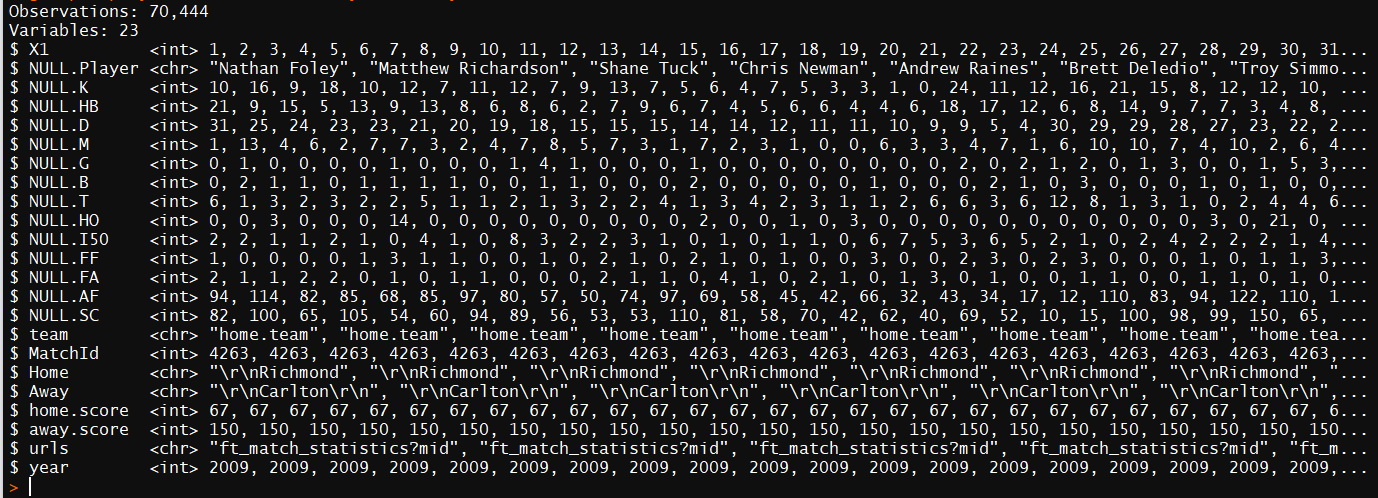 Observations: 70,444
Variables: 23
$ X1          <int> 1, 2, 3, 4, 5, 6, 7, 8, 9, 10, 11, 12, 13, 14, 15, 16, 17, 18, 19, 20, 21, 22, 23, 24, 25, 26, 27, 28, 29, 30, 31...
$ NULL.Player <chr> "Nathan Foley", "Matthew Richardson", "Shane Tuck", "Chris Newman", "Andrew Raines", "Brett Deledio", "Troy Simmo...
$ NULL.K      <int> 10, 16, 9, 18, 10, 12, 7, 11, 12, 7, 9, 13, 7, 5, 6, 4, 7, 5, 3, 3, 1, 0, 24, 11, 12, 16, 21, 15, 8, 12, 12, 10, ...
$ NULL.HB     <int> 21, 9, 15, 5, 13, 9, 13, 8, 6, 8, 6, 2, 7, 9, 6, 7, 4, 5, 6, 6, 4, 4, 6, 18, 17, 12, 6, 8, 14, 9, 7, 7, 3, 4, 8, ...
$ NULL.D      <int> 31, 25, 24, 23, 23, 21, 20, 19, 18, 15, 15, 15, 14, 14, 12, 11, 11, 10, 9, 9, 5, 4, 30, 29, 29, 28, 27, 23, 22, 2...
$ NULL.M      <int> 1, 13, 4, 6, 2, 7, 7, 3, 2, 4, 7, 8, 5, 7, 3, 1, 7, 2, 3, 1, 0, 0, 6, 3, 3, 4, 7, 1, 6, 10, 10, 7, 4, 10, 2, 6, 4...
$ NULL.G      <int> 0, 1, 0, 0, 0, 0, 1, 0, 0, 0, 1, 4, 1, 0, 0, 0, 1, 0, 0, 0, 0, 0, 0, 0, 0, 2, 0, 2, 1, 2, 0, 1, 3, 0, 0, 1, 5, 3,...
$ NULL.B      <int> 0, 2, 1, 1, 0, 1, 1, 1, 1, 0, 0, 1, 1, 0, 0, 0, 2, 0, 0, 0, 0, 1, 0, 0, 0, 2, 1, 0, 3, 0, 0, 0, 1, 0, 1, 0, 0,...
$ NULL.T      <int> 6, 1, 3, 2, 3, 2, 2, 5, 1, 1, 2, 1, 3, 2, 2, 4, 1, 3, 4, 2, 3, 1, 1, 2, 6, 6, 3, 6, 12, 8, 1, 3, 1, 0, 2, 4, 4, 6...
$ NULL.HO     <int> 0, 0, 3, 0, 0, 0, 14, 0, 0, 0, 0, 0, 0, 0, 0, 0, 2, 0, 0, 1, 0, 3, 0, 0, 0, 0, 0, 0, 0, 0, 0, 0, 3, 0, 21, 0, ...
$ NULL.I50    <int> 2, 2, 1, 1, 2, 1, 0, 4, 1, 0, 8, 3, 2, 2, 3, 1, 0, 1, 0, 1, 1, 0, 6, 7, 5, 3, 6, 5, 2, 1, 0, 2, 4, 2, 2, 2, 1, 4,...
$ NULL.FF     <int> 1, 0, 0, 0, 0, 1, 3, 1, 1, 0, 0, 1, 0, 2, 1, 0, 2, 1, 0, 1, 0, 0, 3, 0, 0, 2, 3, 0, 2, 3, 0, 0, 0, 1, 0, 1, 1, 3,...
$ NULL.FA     <int> 2, 1, 1, 2, 2, 0, 1, 0, 1, 1, 0, 0, 0, 2, 1, 1, 0, 4, 1, 0, 2, 1, 0, 1, 3, 0, 1, 0, 0, 1, 1, 0, 0, 1, 1, 0, 1, 0,...
$ NULL.AF     <int> 94, 114, 82, 85, 68, 85, 97, 80, 57, 50, 74, 97, 69, 58, 45, 42, 66, 32, 43, 34, 17, 12, 110, 83, 94, 122, 110, 1...
$ NULL.SC     <int> 82, 100, 65, 105, 54, 60, 94, 89, 56, 53, 53, 110, 81, 58, 70, 42, 62, 40, 69, 52, 10, 15, 100, 98, 99, 150, 65, ...
$ team        <chr> "home.team", "home.team", "home.team", "home.team", "home.team", "home.team", "home.team", "home.team", "home.tea...
$ MatchId     <int> 4263, 4263, 4263, 4263, 4263, 4263, 4263, 4263, 4263, 4263, 4263, 4263, 4263, 4263, 4263, 4263, 4263, 4263, 4263,...
$ Home        <chr> "\r\nRichmond", "\r\nRichmond", "\r\nRichmond", "\r\nRichmond", "\r\nRichmond", "\r\nRichmond", "\r\nRichmond", "...
$ Away        <chr> "\r\nCarlton\r\n", "\r\nCarlton\r\n", "\r\nCarlton\r\n", "\r\nCarlton\r\n", "\r\nCarlton\r\n", "\r\nCarlton\r\n",...
$ home.score  <int> 67, 67, 67, 67, 67, 67, 67, 67, 67, 67, 67, 67, 67, 67, 67, 67, 67, 67, 67, 67, 67, 67, 67, 67, 67, 67, 67, 67, 6...
$ away.score  <int> 150, 150, 150, 150, 150, 150, 150, 150, 150, 150, 150, 150, 150, 150, 150, 150, 150, 150, 150, 150, 150, 150, 150...
$ urls        <chr> "ft_match_statistics?mid", "ft_match_statistics?mid", "ft_match_statistics?mid", "ft_match_statistics?mid", "ft_m...
$ year        <int> 2009, 2009, 2009, 2009, 2009, 2009, 2009, 2009, 2009, 2009, 2009, 2009, 2009, 2009, 2009, 2009, 2009, 2009, 2009,...
>